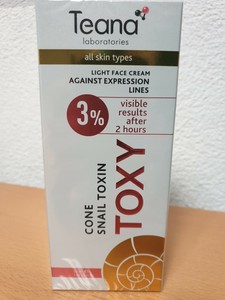 Teana
laboratories
all skin types
LIGHT FACE CREAM
AGAINST EXPRESSION
LINES
3%
visible
results
after
2 hours
CONE
SNAIL TOXIN
TOXY